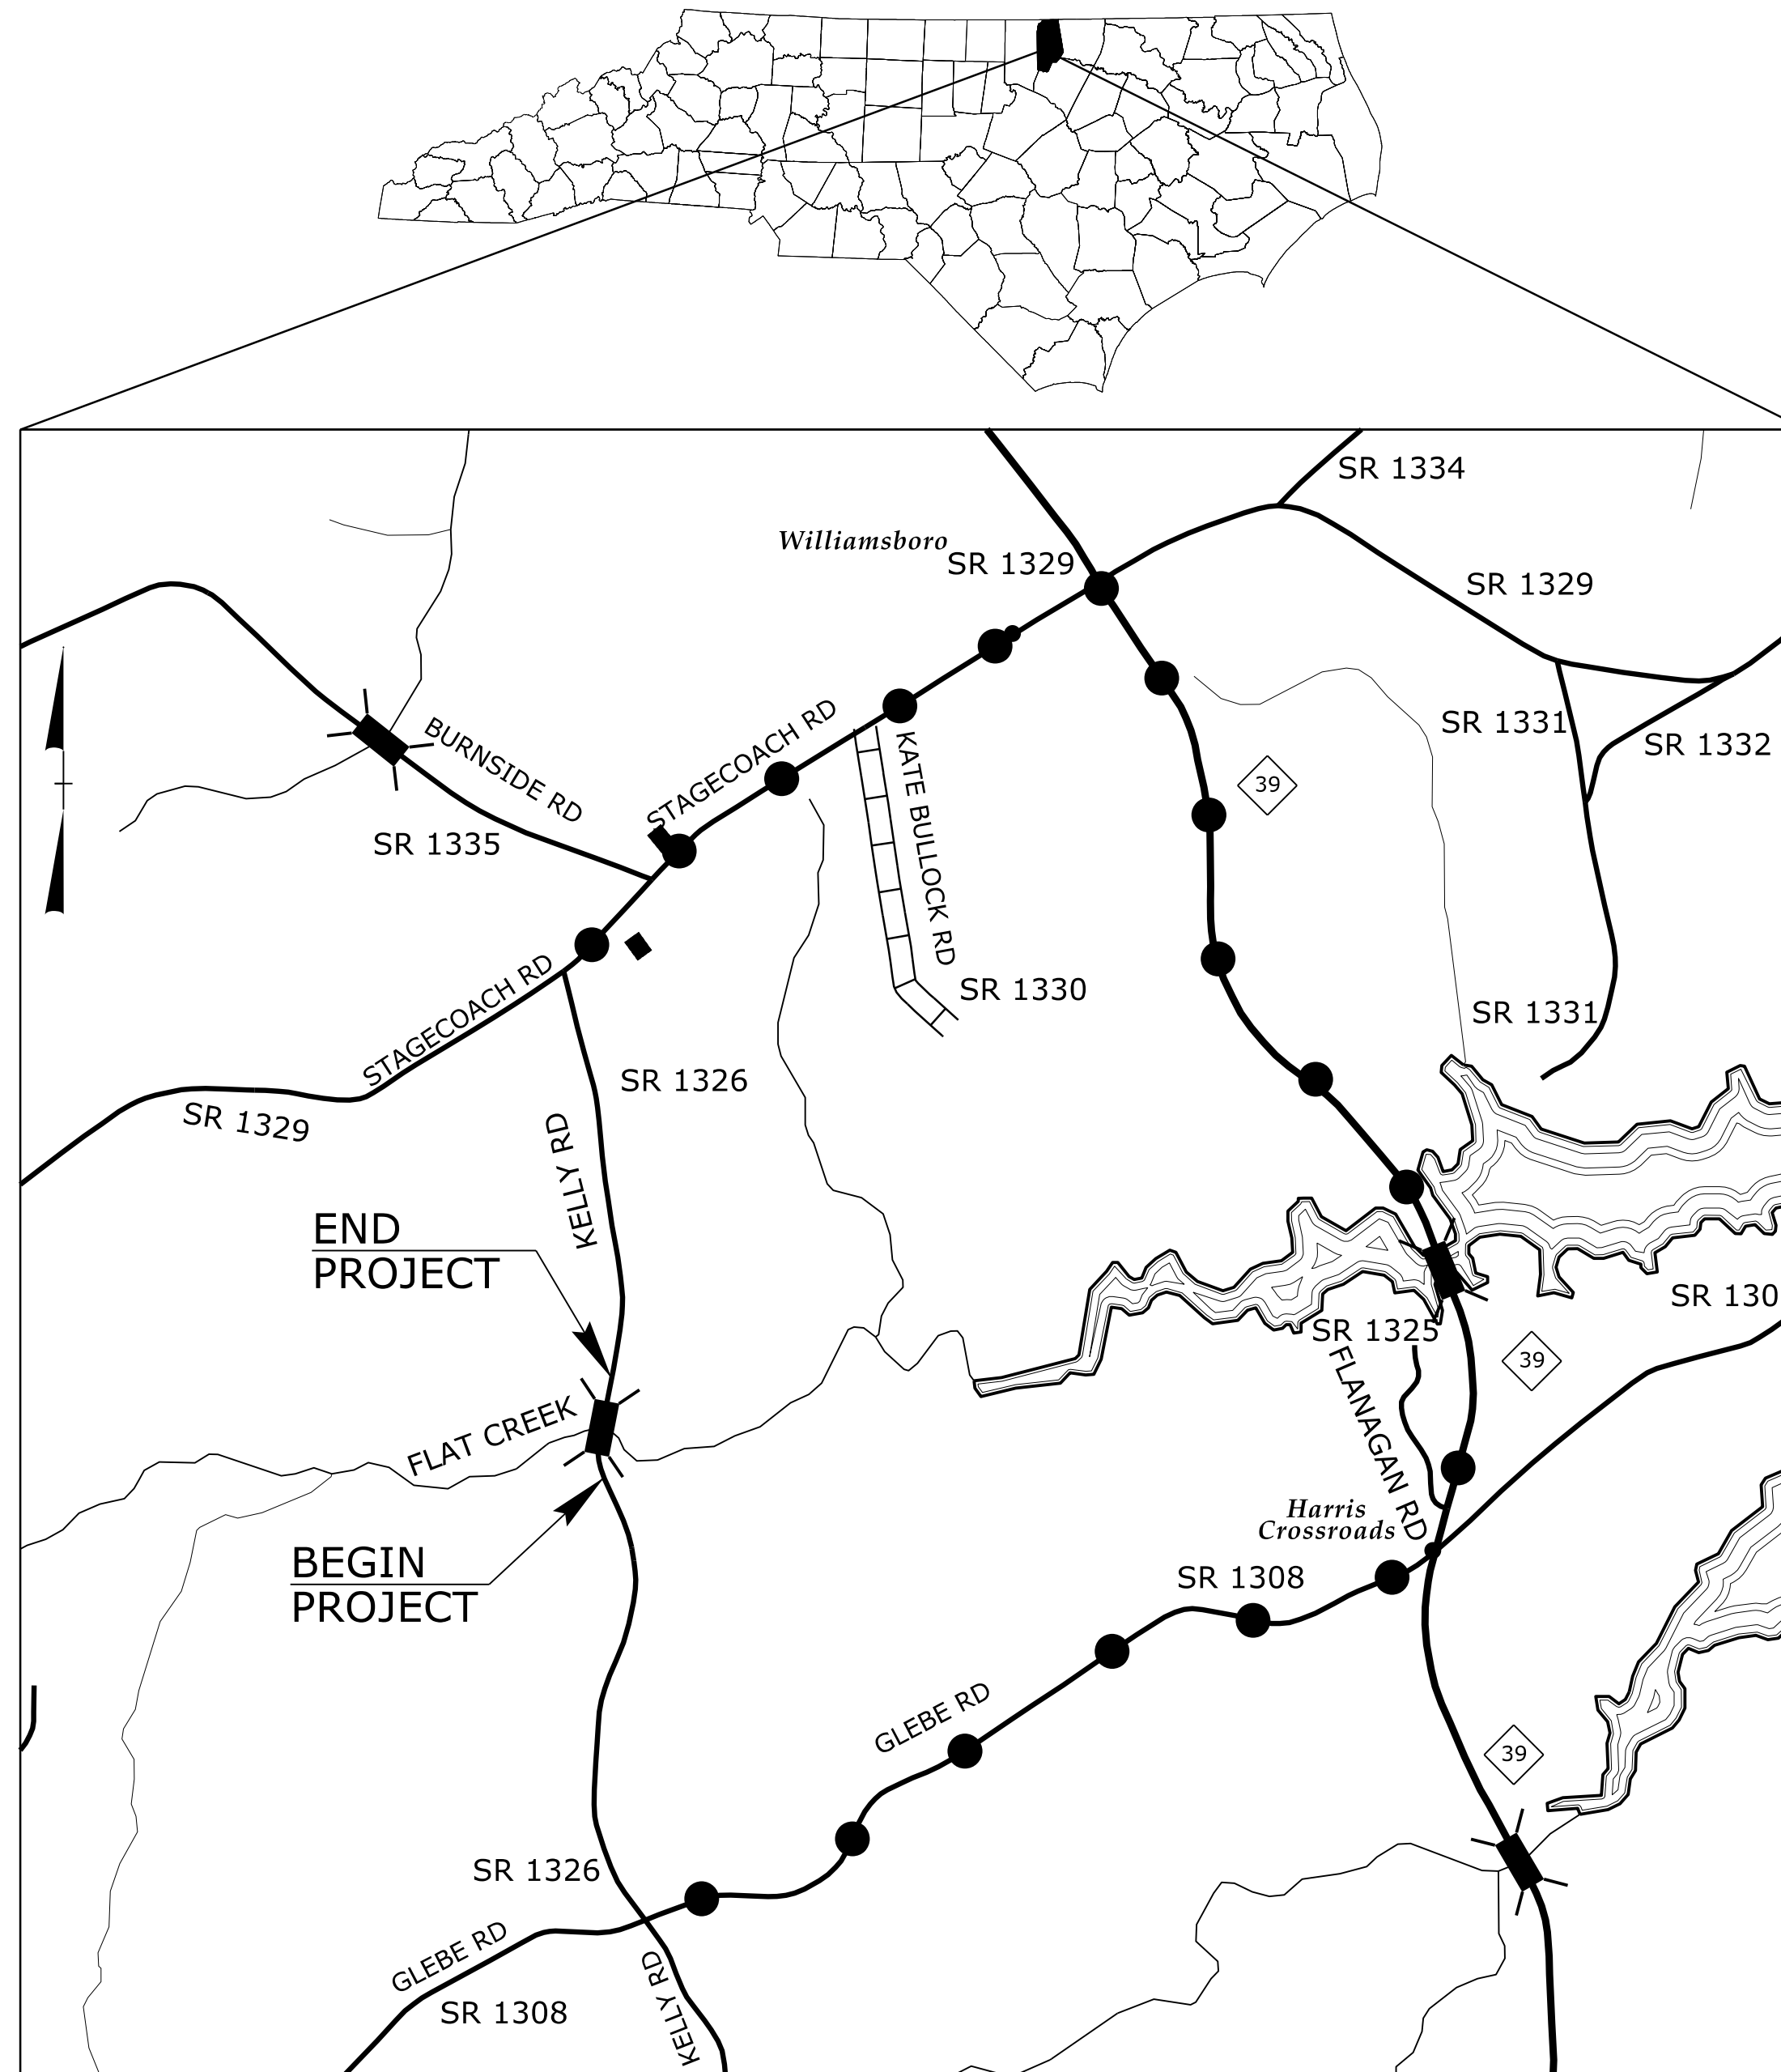 SR 1334
Williamsboro
SR 1329
SR 1329
BURNSIDE RD
STAGECOACH RD
KATE BULLOCK RD
SR 1331
SR 1332
39
SR 1335
STAGECOACH RD
SR 1330
SR 1331
SR 1326
SR 1329
KELLY RD
END
PROJECT
SR 130
SR 1325
39
FLANAGAN RD
FLAT CREEK
Harris
Crossroads
BEGIN
PROJECT
SR 1308
GLEBE RD
39
SR 1326
GLEBE RD
KELLY RD
SR 1308